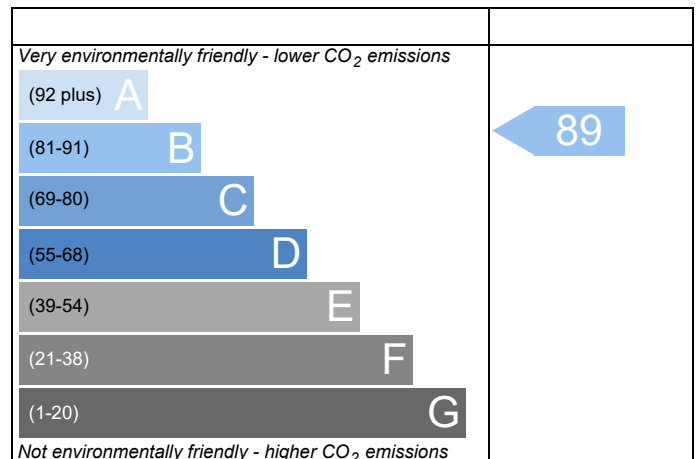 Very environmentally friendly - lower CO2 emissions
(92 plus) A
(81-91) B
89
(69-80) C
(55-68) D
(39-54) E
(21-38) F
(1-20) G
Not environmentally friendly - higher CO2 emissions